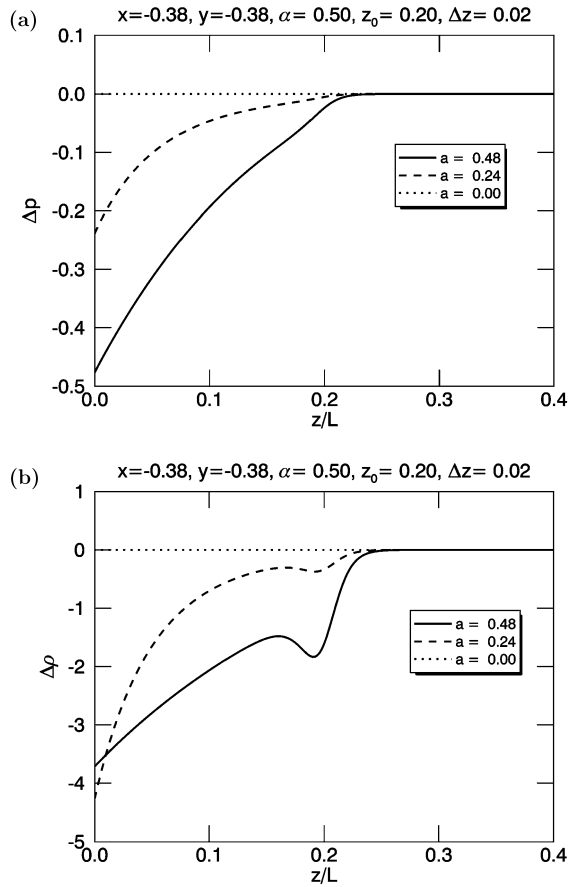 (a)
x=-0.38, y=-0.38, α= 0.50, z₀= 0.20, Δz= 0.02
0.1
0.0
-0.1
-0.2
-0.3
-0.4
-0.5
Δp
a = 0.48
a = 0.24
a = 0.00
0.0 0.1 0.2 0.3 0.4
z/L
(b)
x=-0.38, y=-0.38, α= 0.50, z₀= 0.20, Δz= 0.02
1
0
-1
-2
-3
-4
-5
Δρ
a = 0.48
a = 0.24
a = 0.00
0.0 0.1 0.2 0.3 0.4
z/L